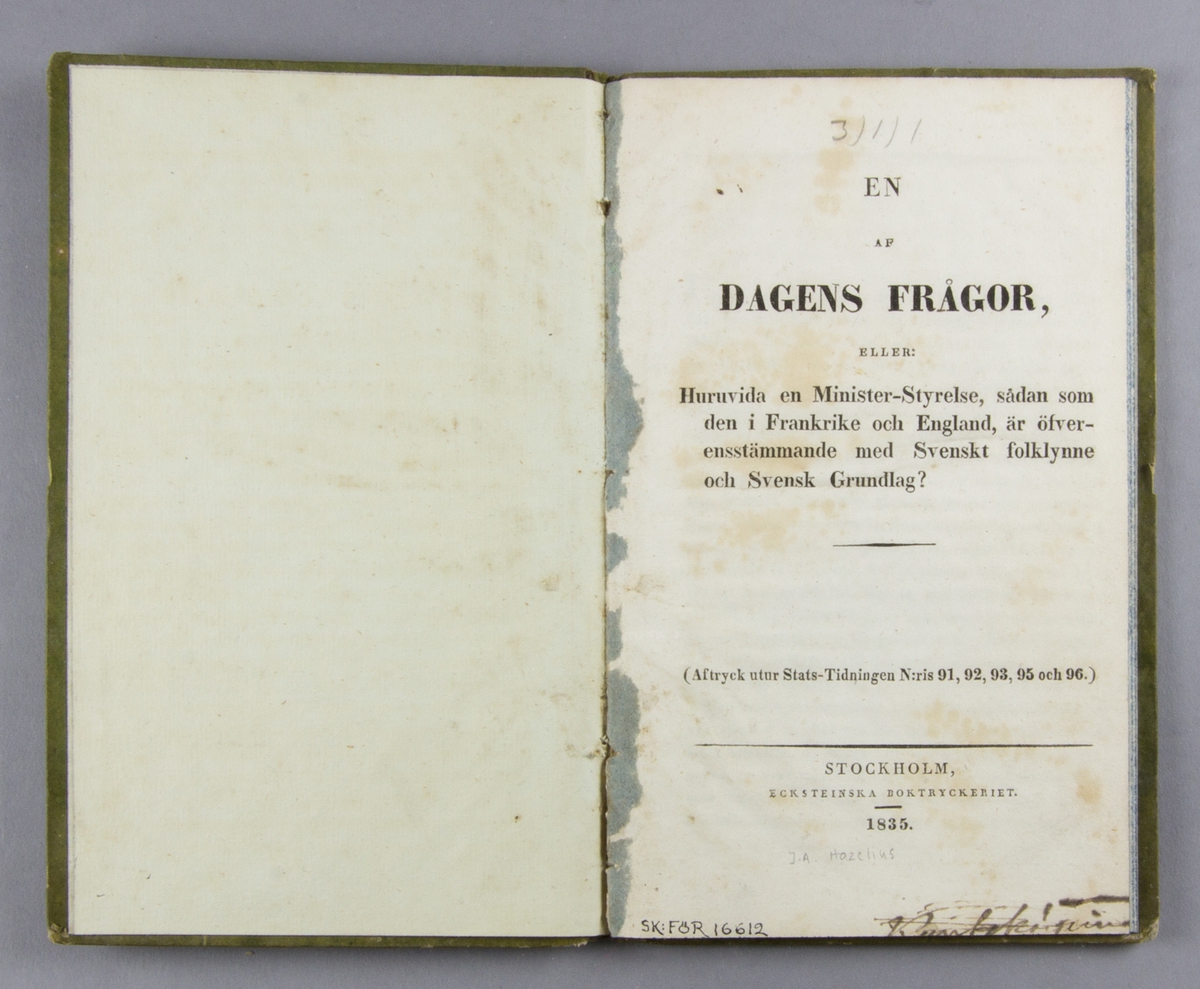 3)1)1
EN
AF
DAGENS FRÅGOR,
ELLER:
Huruvida en Minister-Styrelse, sådan som
den i Frankrike och England, är öfver-
ensstämmande med Svenskt folklynne
och Svensk Grundlag?
(Aftryck utur Stats-Tidningen N:ris 91, 92, 93, 95 och 96.)
STOCKHOLM,
ECKSTEINSKA BOKTRYCKERIET.
1835.
J.A. Hazelius
SK:FÖR 16612